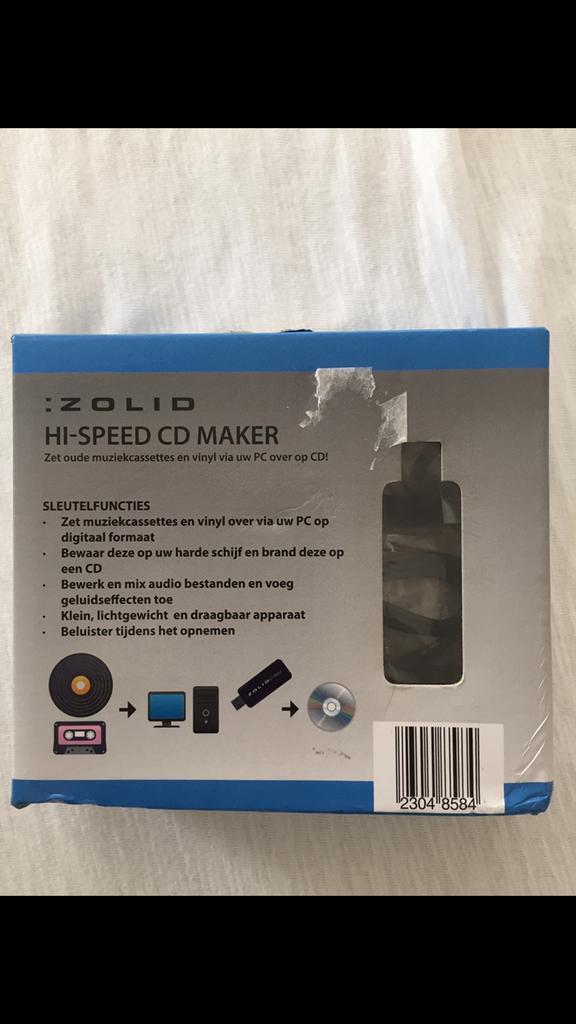 :ZOLID
HI-SPEED CD MAKER
Zet oude muziekcassettes en vinyl via uw PC over op CD!
SLEUTELFUNCTIES
· Zet muziekcassettes en vinyl over via uw PC op
digitaal formaat
· Bewaar deze op uw harde schijf en brand deze op
een CD
· Bewerk en mix audio bestanden en voeg
geluidseffecten toe
· Klein, lichtgewicht en draagbaar apparaat
· Beluister tijdens het opnemen
:ZOLID
2304 8584